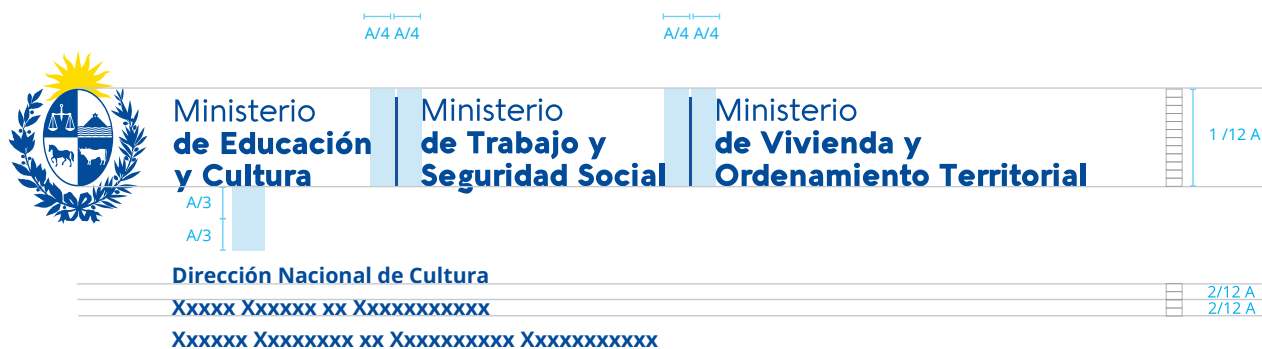 A/4 A/4 A/4 A/4
Ministerio
de Educación
y Cultura
Ministerio
de Trabajo y
Seguridad Social
Ministerio
de Vivienda y
Ordenamiento Territorial
1 /12 A
A/3
A/3
Dirección Nacional de Cultura
2/12 A
Xxxxx Xxxxxx xx Xxxxxxxxxxx
2/12 A
Xxxxxx Xxxxxxxx xx Xxxxxxxxxx Xxxxxxxxxxx